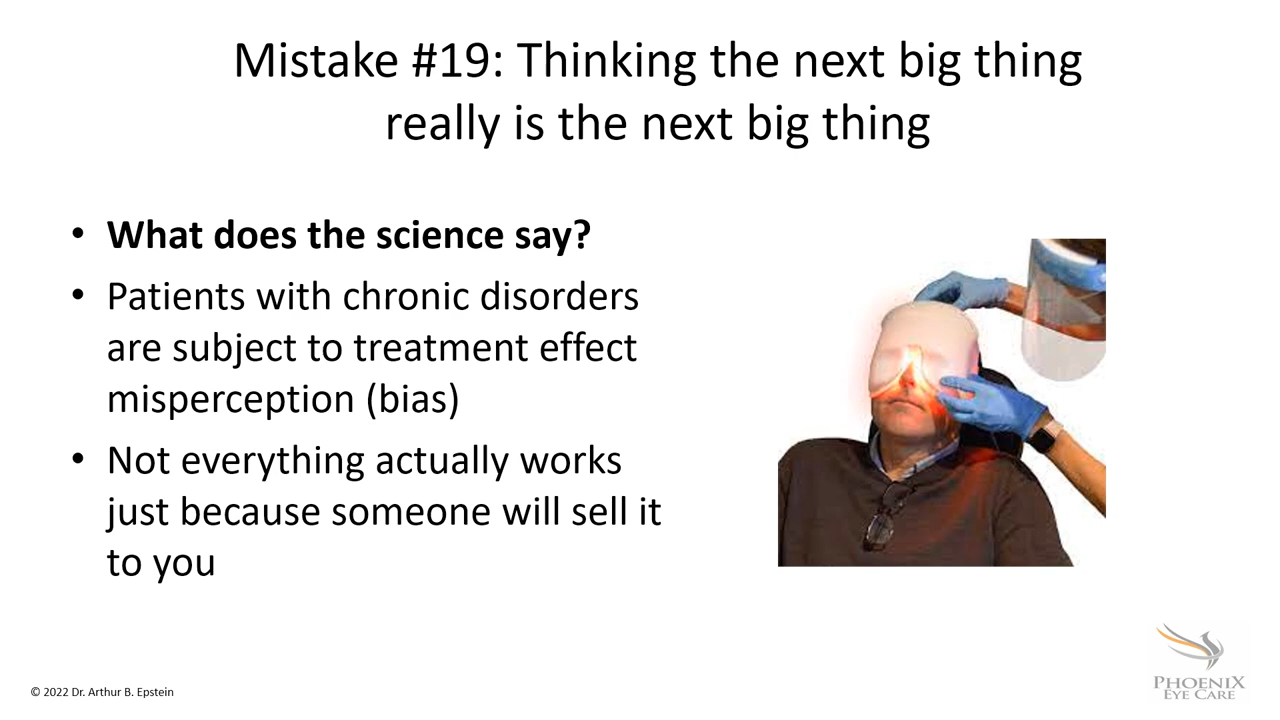 Mistake #19: Thinking the next big thing
really is the next big thing
• What does the science say?
• Patients with chronic disorders
are subject to treatment effect
misperception (bias)
• Not everything actually works
just because someone will sell it
to you
© 2022 Dr. Arthur B. Epstein
PHOENIX
EYE CARE